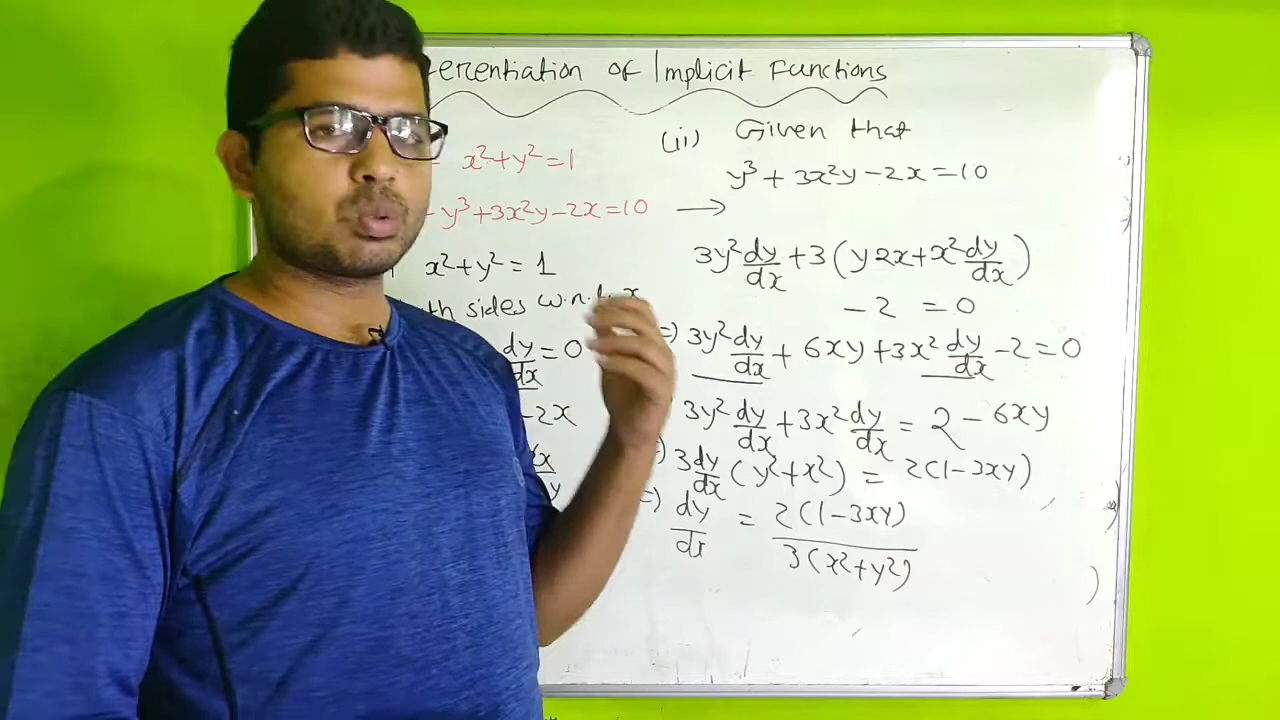 erentiation of Implicit Functions
x²+y²=1
- y³+3x²y-2x=10
x²+y²= 1
th sides w.r.t. x
dy/dx = 0
-2x
(ii) Given that
y³ + 3x²y - 2x = 10
→
3y² dy/dx + 3 (y 2x + x² dy/dx)
- 2 = 0
=) 3y² dy/dx + 6xy + 3x² dy/dx - 2 = 0
) 3y² dy/dx + 3x² dy/dx = 2 - 6xy
=) 3 dy/dx (y²+x²) = 2(1-3xy)
=) dy/dx = 2(1-3xy)/3(x²+y²)